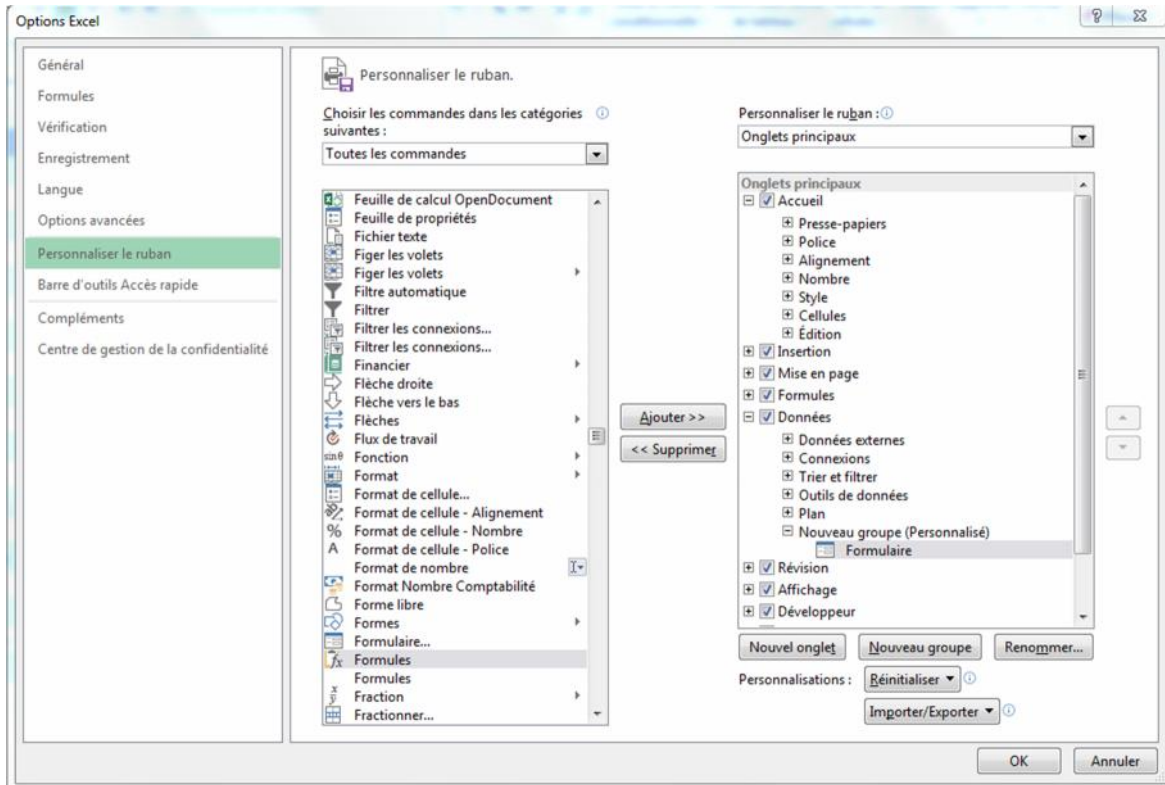 Options Excel
Général
Formules
Vérification
Enregistrement
Langue
Options avancées
Personnaliser le ruban
Barre d'outils Accès rapide
Compléments
Centre de gestion de la confidentialité
Personnaliser le ruban.
Choisir les commandes dans les catégories
suivantes :
Toutes les commandes
Feuille de calcul OpenDocument
Feuille de propriétés
Fichier texte
Figer les volets
Figer les volets
Filtre automatique
Filtrer
Filtrer les connexions...
Filtrer les connexions...
Financier
Flèche droite
Flèche vers le bas
Flèches
Flux de travail
Fonction
Format
Format de cellule...
Format de cellule - Alignement
Format de cellule - Nombre
Format de cellule - Police
Format de nombre
Format Nombre Comptabilité
Forme libre
Formes
Formulaire...
Formules
Formules
Fraction
Fractionner...
Ajouter >>
<< Supprimer
Personnaliser le ruban :
Onglets principaux
Onglets principaux
Accueil
Presse-papiers
Police
Alignement
Nombre
Style
Cellules
Édition
Insertion
Mise en page
Formules
Données
Données externes
Connexions
Trier et filtrer
Outils de données
Plan
Nouveau groupe (Personnalisé)
Formulaire
Révision
Affichage
Développeur
Nouvel onglet
Nouveau groupe
Renommer...
Personnalisations :
Réinitialiser
Importer/Exporter
OK
Annuler